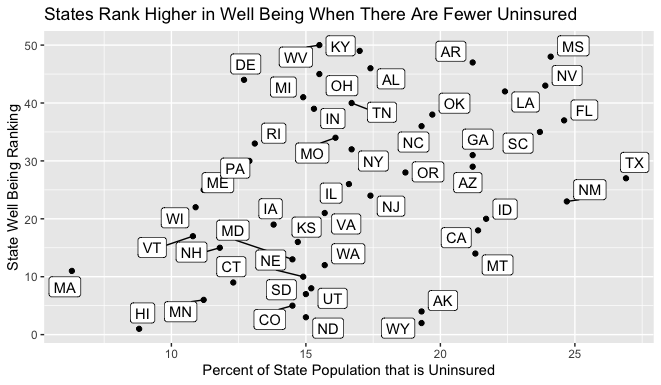 States Rank Higher in Well Being When There Are Fewer Uninsured
State Well Being Ranking
50
40
30
20
10
0
WV
KY
AR
MS
DE
MI
OH
AL
NV
TN
OK
LA
FL
IN
RI
NC
GA
SC
MO
NY
PA
OR
AZ
TX
ME
IL
NM
WI
IA
NJ
ID
VT
NH
MD
KS
VA
CA
CT
NE
WA
MT
MA
SD
UT
AK
HI
MN
CO
ND
WY
10
15
20
25
Percent of State Population that is Uninsured